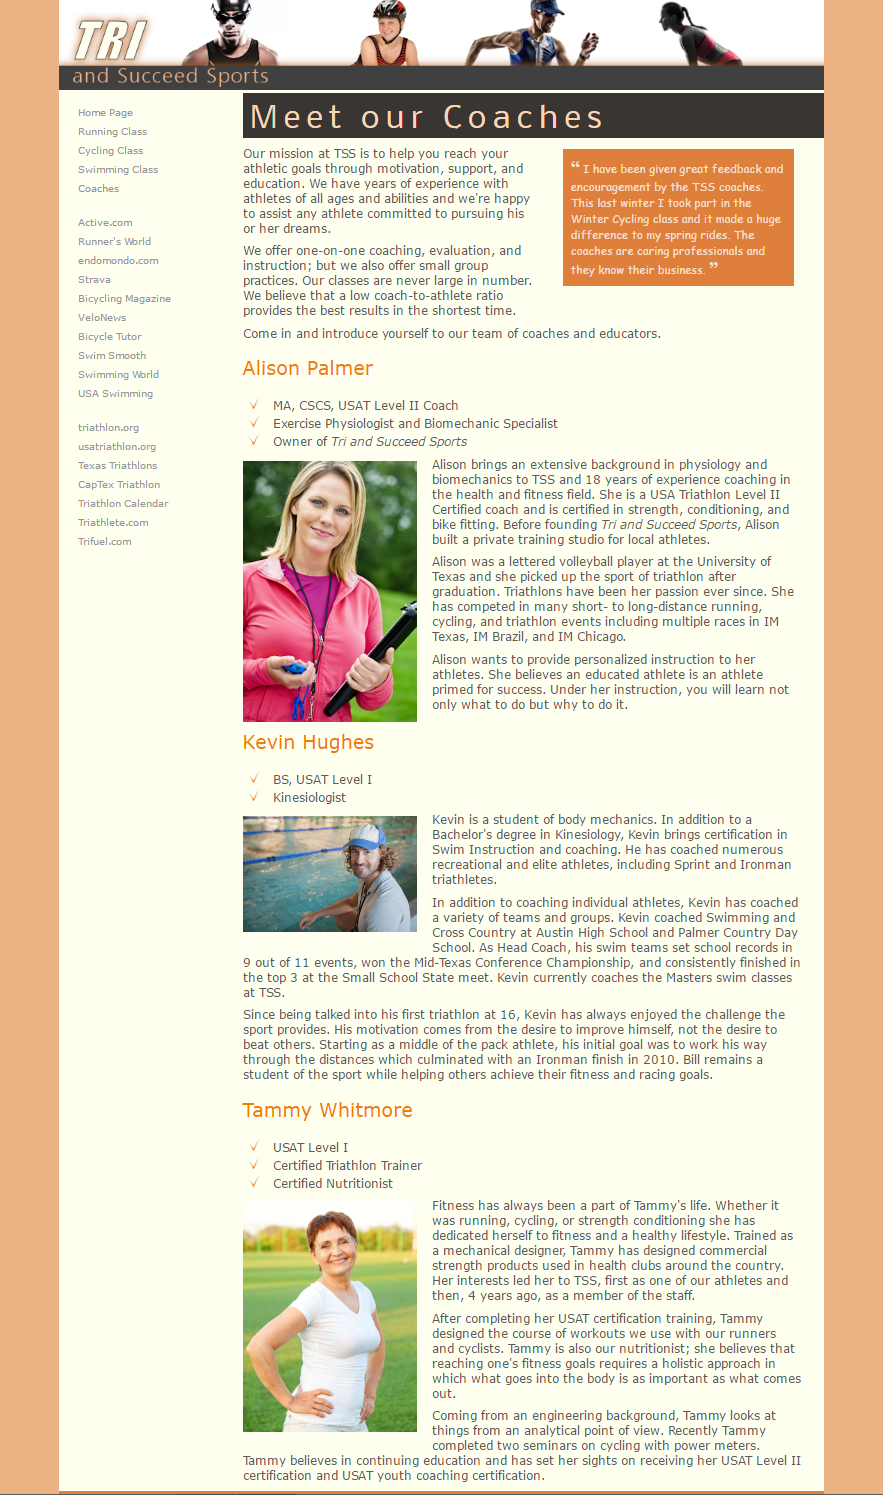 TRI
and Succeed Sports
Home Page
Running Class
Cycling Class
Swimming Class
Coaches
Active.com
Runner's World
endomondo.com
Strava
Bicycling Magazine
VeloNews
Bicycle Tutor
Swim Smooth
Swimming World
USA Swimming
triathlon.org
usatriathlon.org
Texas Triathlons
CapTex Triathlon
Triathlon Calendar
Triathlete.com
Trifuel.com
Meet our Coaches
Our mission at TSS is to help you reach your
athletic goals through motivation, support, and
education. We have years of experience with
athletes of all ages and abilities and we're happy
to assist any athlete committed to pursuing his
or her dreams.
We offer one-on-one coaching, evaluation, and
instruction; but we also offer small group
practices. Our classes are never large in number.
We believe that a low coach-to-athlete ratio
provides the best results in the shortest time.
“ I have been given great feedback and
encouragement by the TSS coaches.
This last winter I took part in the
Winter Cycling class and it made a huge
difference to my spring rides. The
coaches are caring professionals and
they know their business. ”
Come in and introduce yourself to our team of coaches and educators.
Alison Palmer
MA, CSCS, USAT Level II Coach
Exercise Physiologist and Biomechanic Specialist
Owner of Tri and Succeed Sports
Alison brings an extensive background in physiology and
biomechanics to TSS and 18 years of experience coaching in
the health and fitness field. She is a USA Triathlon Level II
Certified coach and is certified in strength, conditioning, and
bike fitting. Before founding Tri and Succeed Sports, Alison
built a private training studio for local athletes.
Alison was a lettered volleyball player at the University of
Texas and she picked up the sport of triathlon after
graduation. Triathlons have been her passion ever since. She
has competed in many short- to long-distance running,
cycling, and triathlon events including multiple races in IM
Texas, IM Brazil, and IM Chicago.
Alison wants to provide personalized instruction to her
athletes. She believes an educated athlete is an athlete
primed for success. Under her instruction, you will learn not
only what to do but why to do it.
Kevin Hughes
BS, USAT Level I
Kinesiologist
Kevin is a student of body mechanics. In addition to a
Bachelor's degree in Kinesiology, Kevin brings certification in
Swim Instruction and coaching. He has coached numerous
recreational and elite athletes, including Sprint and Ironman
triathletes.
In addition to coaching individual athletes, Kevin has coached
a variety of teams and groups. Kevin coached Swimming and
Cross Country at Austin High School and Palmer Country Day
School. As Head Coach, his swim teams set school records in
9 out of 11 events, won the Mid-Texas Conference Championship, and consistently finished in
the top 3 at the Small School State meet. Kevin currently coaches the Masters swim classes
at TSS.
Since being talked into his first triathlon at 16, Kevin has always enjoyed the challenge the
sport provides. His motivation comes from the desire to improve himself, not the desire to
beat others. Starting as a middle of the pack athlete, his initial goal was to work his way
through the distances which culminated with an Ironman finish in 2010. Bill remains a
student of the sport while helping others achieve their fitness and racing goals.
Tammy Whitmore
USAT Level I
Certified Triathlon Trainer
Certified Nutritionist
Fitness has always been a part of Tammy's life. Whether it
was running, cycling, or strength conditioning she has
dedicated herself to fitness and a healthy lifestyle. Trained as
a mechanical designer, Tammy has designed commercial
strength products used in health clubs around the country.
Her interests led her to TSS, first as one of our athletes and
then, 4 years ago, as a member of the staff.
After completing her USAT certification training, Tammy
designed the course of workouts we use with our runners
and cyclists. Tammy is also our nutritionist; she believes that
reaching one's fitness goals requires a holistic approach in
which what goes into the body is as important as what comes
out.
Coming from an engineering background, Tammy looks at
things from an analytical point of view. Recently Tammy
completed two seminars on cycling with power meters.
Tammy believes in continuing education and has set her sights on receiving her USAT Level II
certification and USAT youth coaching certification.